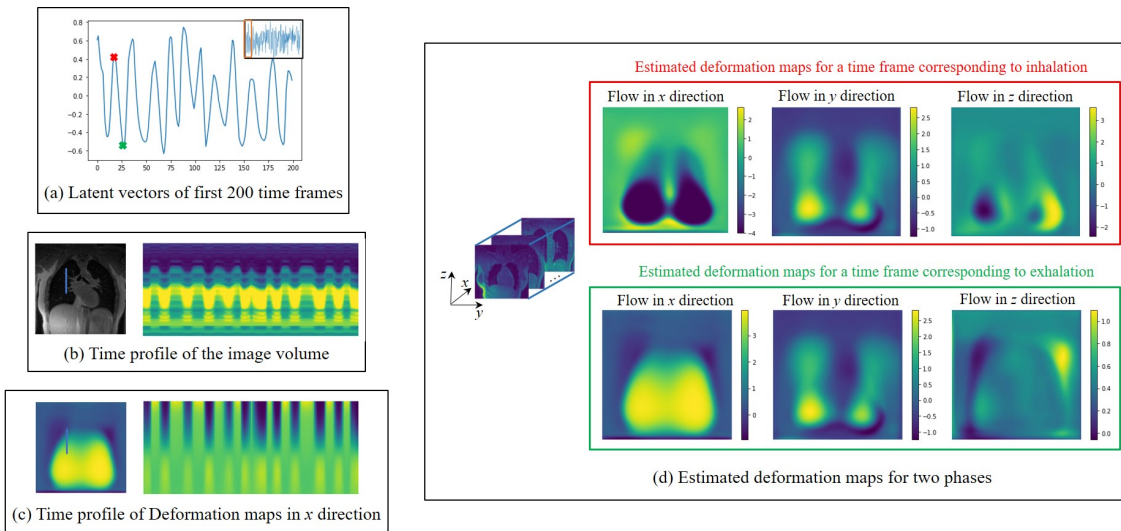 0.8
0.6
0.4
0.2
0.0
−0.2
−0.4
−0.6
0 25 50 75 100 125 150 175 200
(a) Latent vectors of first 200 time frames
(b) Time profile of the image volume
(c) Time profile of Deformation maps in x direction
z
x
y
Estimated deformation maps for a time frame corresponding to inhalation
Flow in x direction
2
1
0
−1
−2
−3
−4
Flow in y direction
2.5
2.0
1.5
1.0
0.5
0.0
−0.5
−1.0
Flow in z direction
3
2
1
0
−1
−2
Estimated deformation maps for a time frame corresponding to exhalation
Flow in x direction
3
2
1
0
Flow in y direction
2.5
2.0
1.5
1.0
0.5
0.0
−0.5
−1.0
Flow in z direction
1.0
0.8
0.6
0.4
0.2
0.0
(d) Estimated deformation maps for two phases